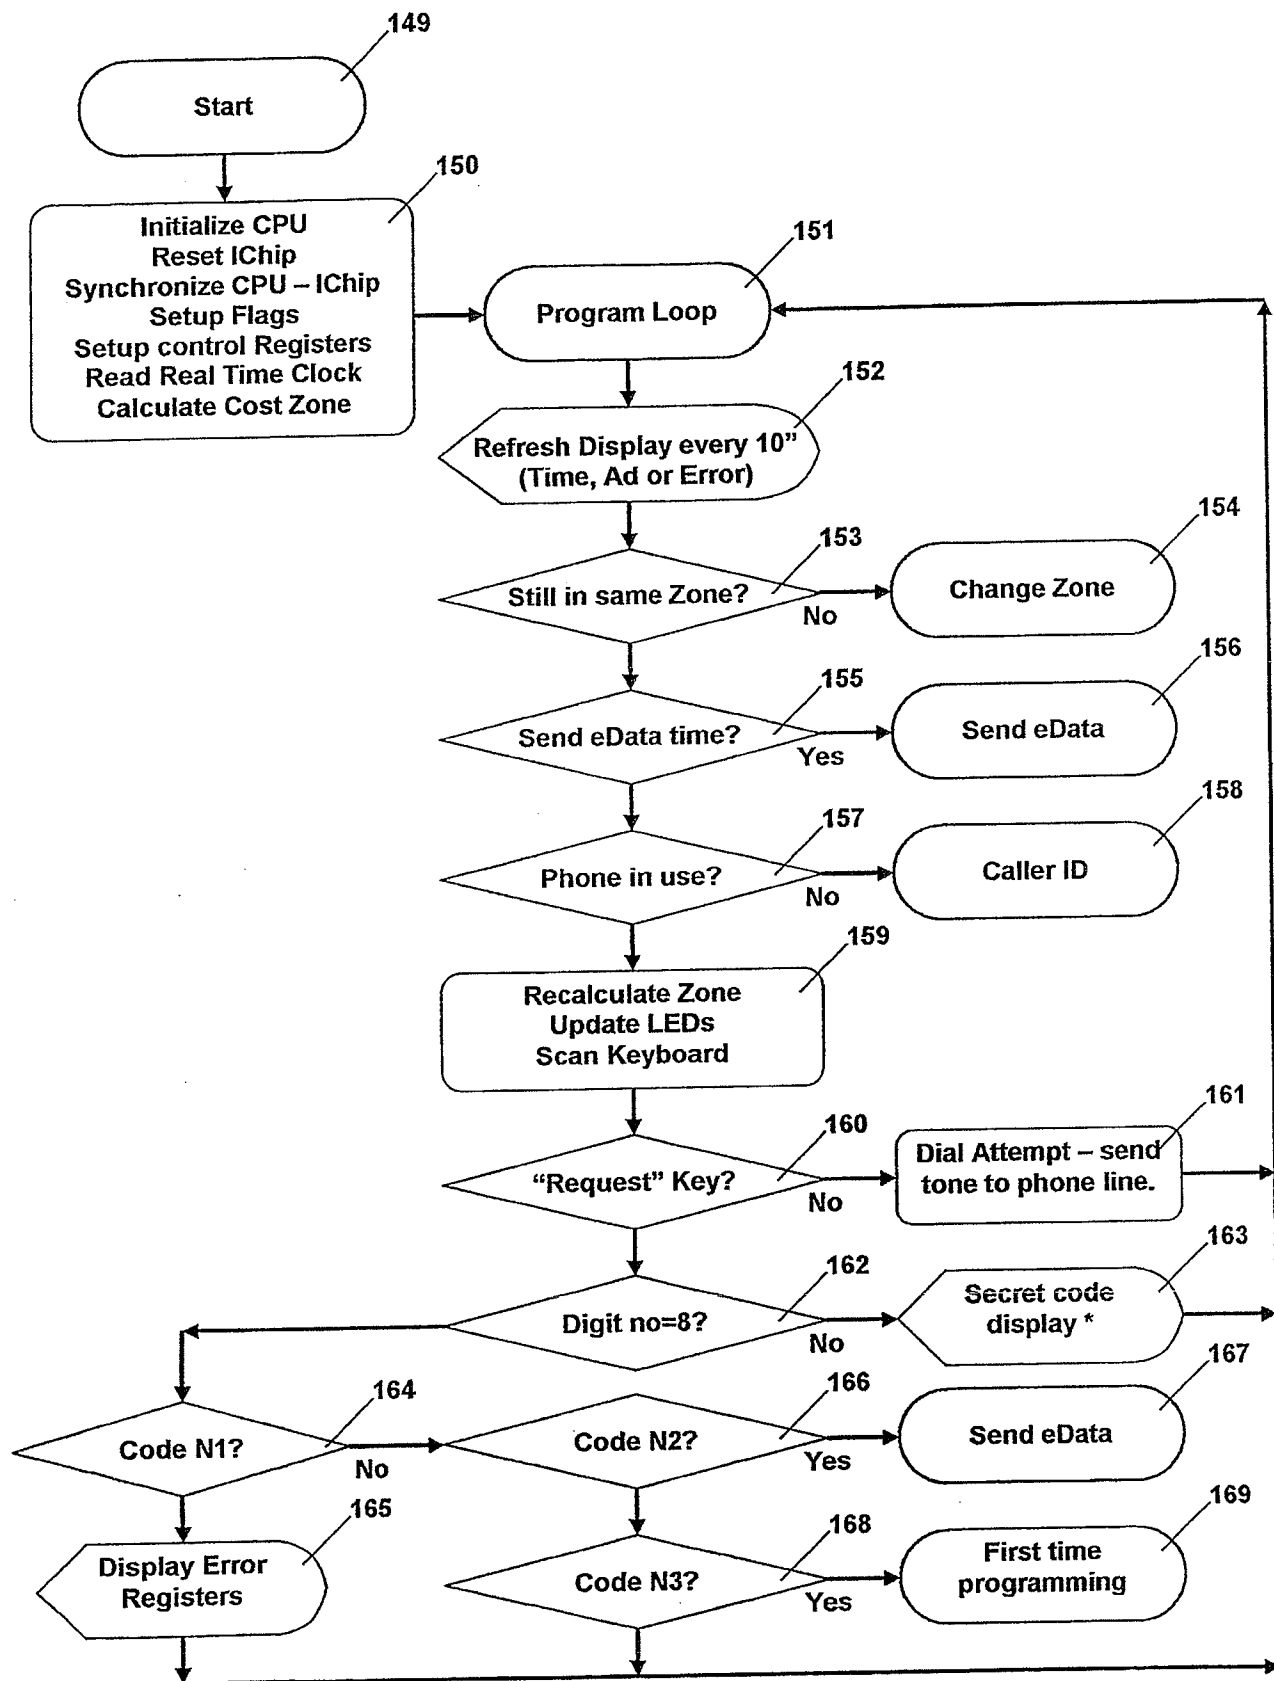 149
Start
150
Initialize CPU
Reset IChip
Synchronize CPU – IChip
Setup Flags
Setup control Registers
Read Real Time Clock
Calculate Cost Zone
151
Program Loop
152
Refresh Display every 10”
(Time, Ad or Error)
153
Still in same Zone?
No
154
Change Zone
155
Send eData time?
Yes
156
Send eData
157
Phone in use?
No
158
Caller ID
159
Recalculate Zone
Update LEDs
Scan Keyboard
160
“Request” Key?
No
161
Dial Attempt – send
tone to phone line.
162
Digit no=8?
No
163
Secret code
display *
164
Code N1?
No
165
Display Error
Registers
166
Code N2?
Yes
167
Send eData
168
Code N3?
Yes
169
First time
programming